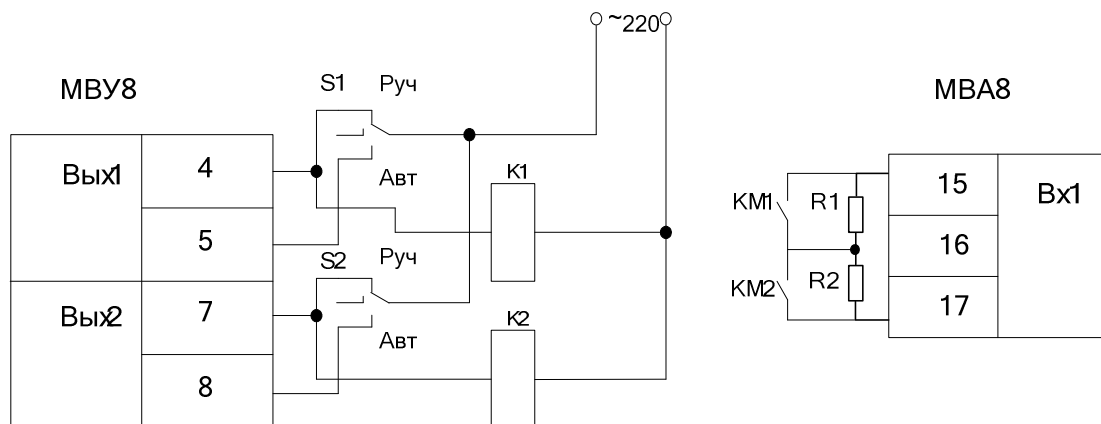 ~220
МВУ8
S1
Руч
Вых1
4
5
Авт
K1
Вых2
7
8
S2
Руч
Авт
K2
МВА8
KM1
R1
KM2
R2
15
16
17
Вх1